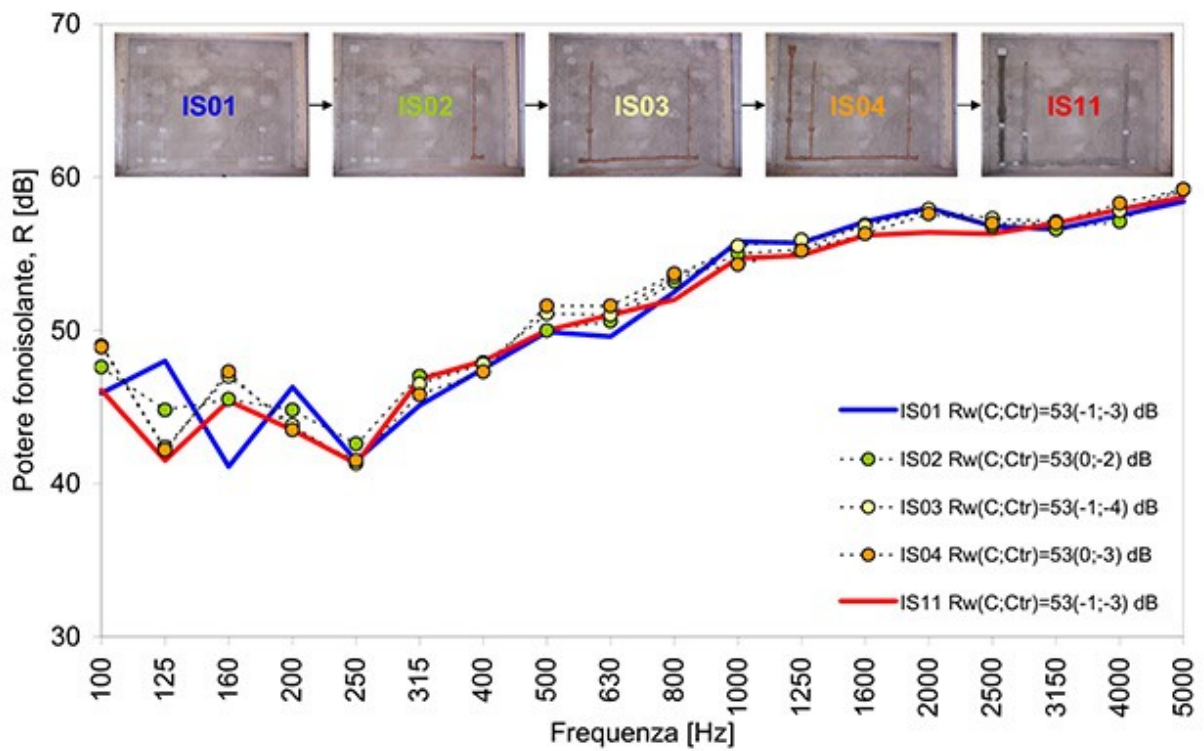 Potere fonoisolante, R [dB]
70
60
50
40
30
IS01
IS02
IS03
IS04
IS11
IS01 Rw(C;Ctr)=53(-1;-3) dB
IS02 Rw(C;Ctr)=53(0;-2) dB
IS03 Rw(C;Ctr)=53(-1;-4) dB
IS04 Rw(C;Ctr)=53(0;-3) dB
IS11 Rw(C;Ctr)=53(-1;-3) dB
100
125
160
200
250
315
400
500
630
800
1000
1250
1600
2000
2500
3150
4000
5000
Frequenza [Hz]